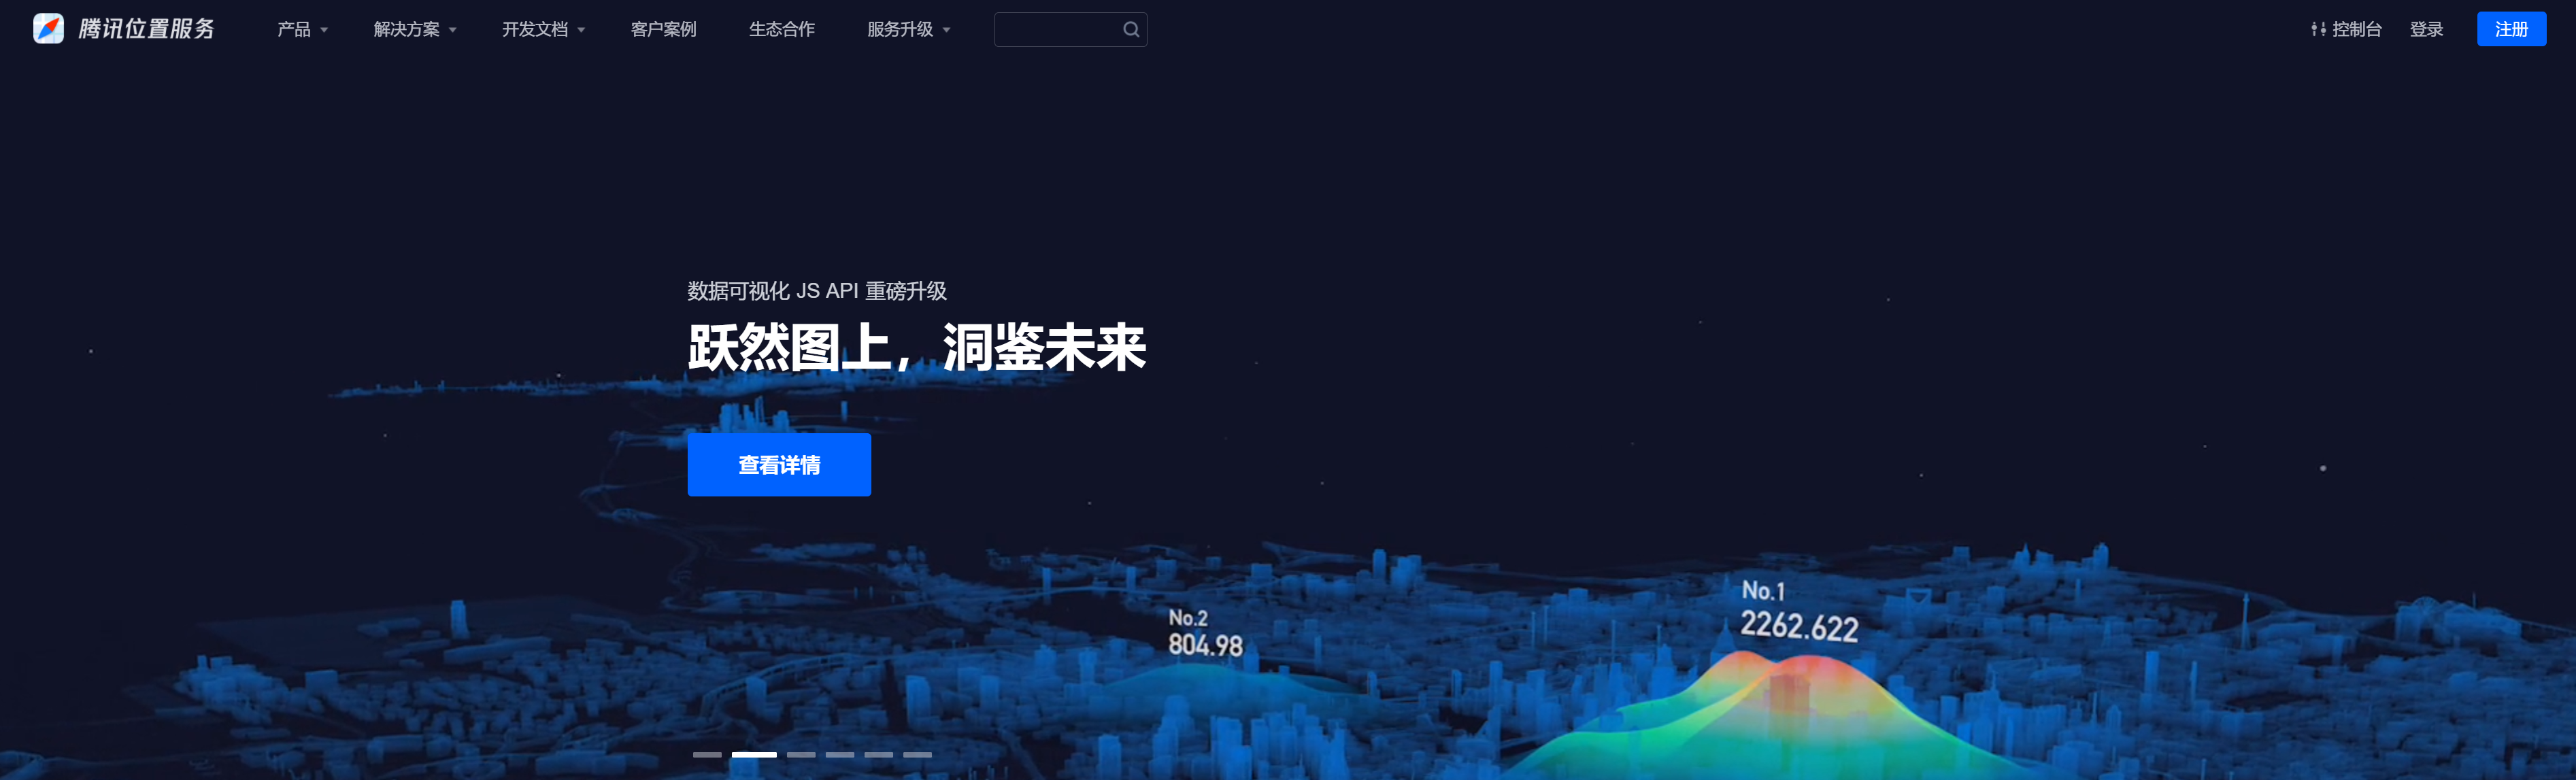 腾讯位置服务 产品 解决方案 开发文档 客户案例 生态合作 服务升级 控制台 登录 注册
数据可视化 JS API 重磅升级
跃然图上，洞鉴未来
查看详情
No.1
2262.622
No.2
804.98